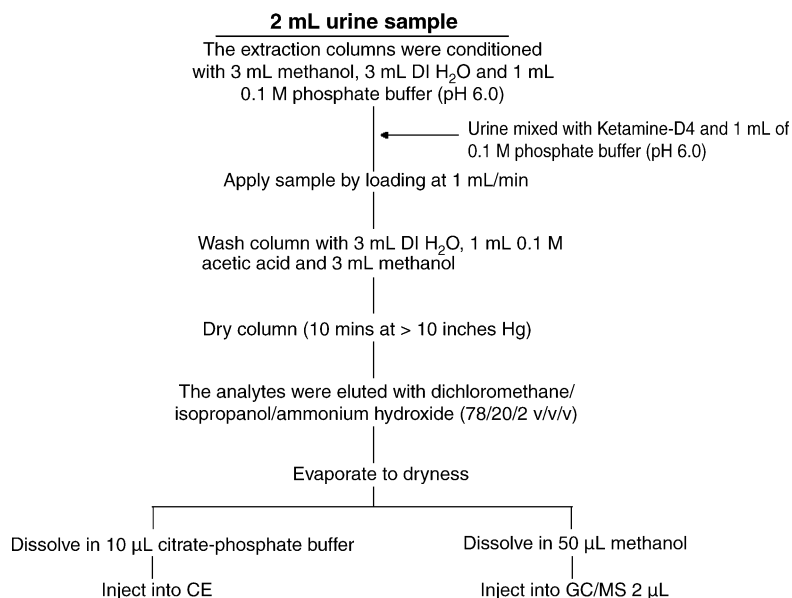 2 mL urine sample
The extraction columns were conditioned
with 3 mL methanol, 3 mL DI H₂O and 1 mL
0.1 M phosphate buffer (pH 6.0)
Urine mixed with Ketamine-D4 and 1 mL of
0.1 M phosphate buffer (pH 6.0)
Apply sample by loading at 1 mL/min
Wash column with 3 mL DI H₂O, 1 mL 0.1 M
acetic acid and 3 mL methanol
Dry column (10 mins at > 10 inches Hg)
The analytes were eluted with dichloromethane/
isopropanol/ammonium hydroxide (78/20/2 v/v/v)
Evaporate to dryness
Dissolve in 10 µL citrate-phosphate buffer
Dissolve in 50 µL methanol
Inject into CE
Inject into GC/MS 2 µL